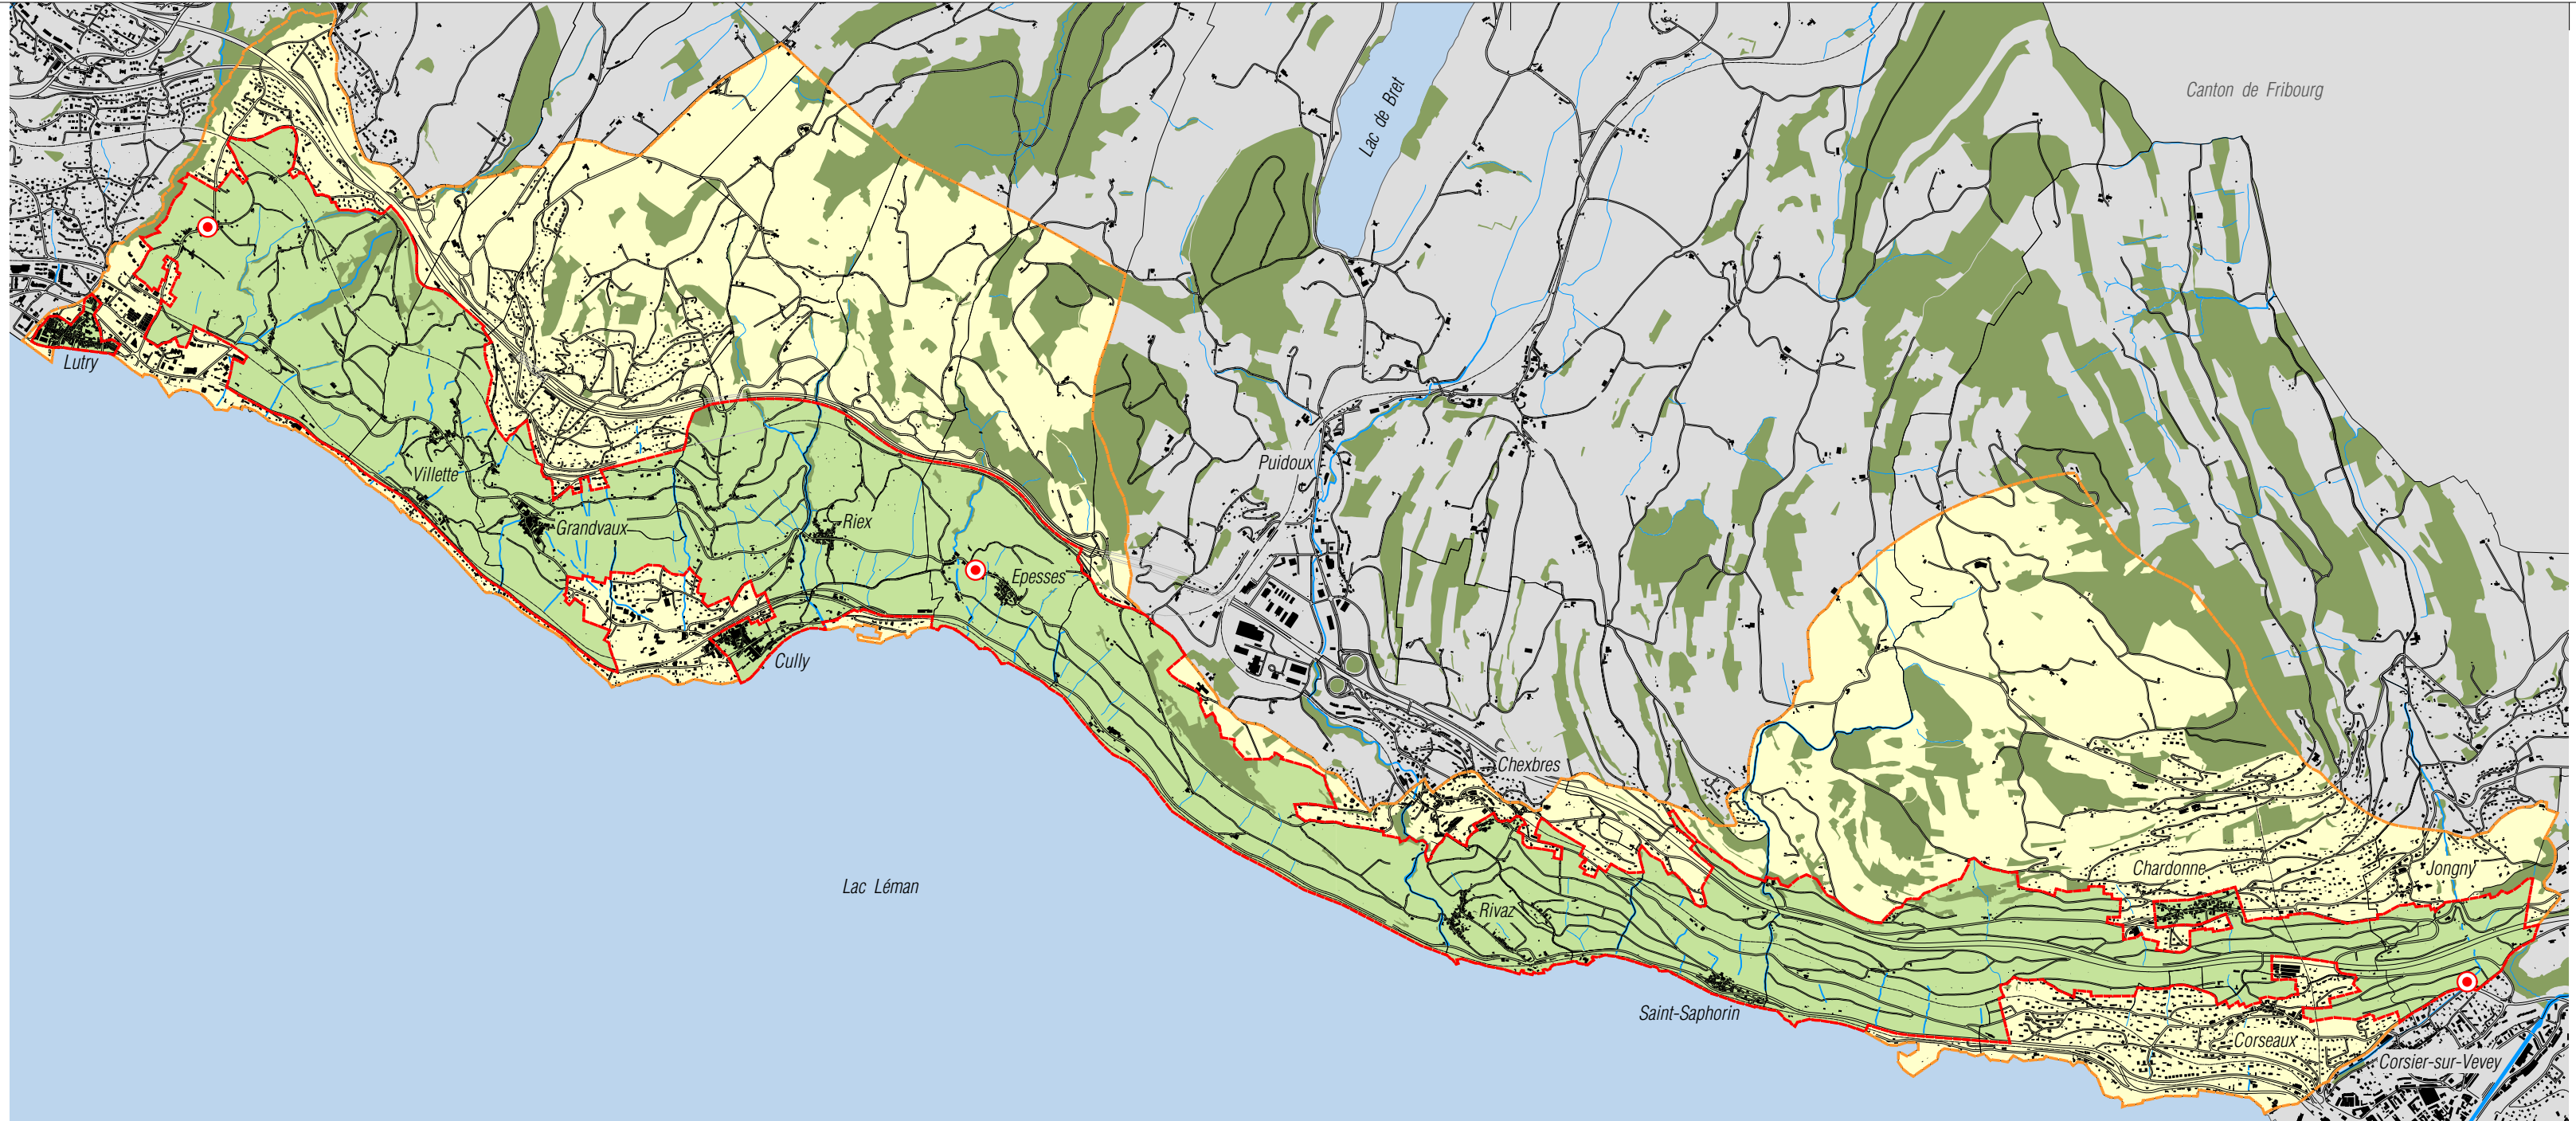 Canton de Fribourg
Lac de Bret
Lutry
Puidoux
Villette
Grandvaux
Riex
Epesses
Cully
Chexbres
Lac Léman
Chardonne
Jongny
Rivaz
Saint-Saphorin
Corseaux
Corsier-sur-Vevey